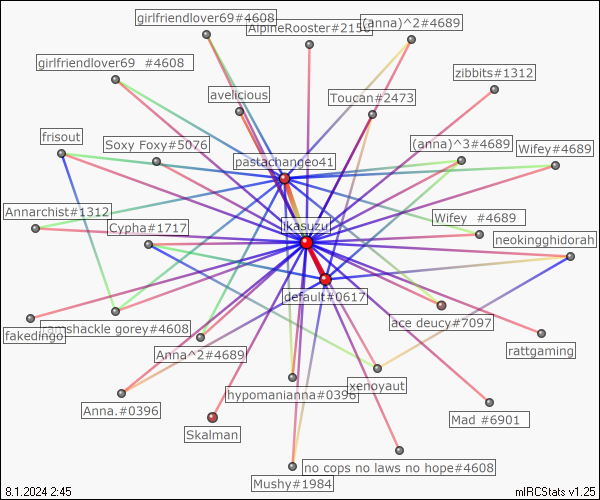 girlfriendlover69#4608
AlpineRooster#2150
(anna)^2#4689
girlfriendlover69 #4608
zibbits#1312
avelicious
Toucan#2473
frisout
Soxy Foxy#5076
(anna)^3#4689
Wifey#4689
pastachangeo41
Annarchist#1312
Cypha#1717
ikasuzu
Wifey #4689
neokingghidorah
default#0617
ramshackle gorey#4608
ace deucy#7097
fakedingo
Anna^2#4689
rattgaming
hypomanianna#0396
xenoyaut
Anna.#0396
Skalman
Mad #6901
Mushy#1984
no cops no laws no hope#4608
8.1.2024 2:45
mIRCStats v1.25